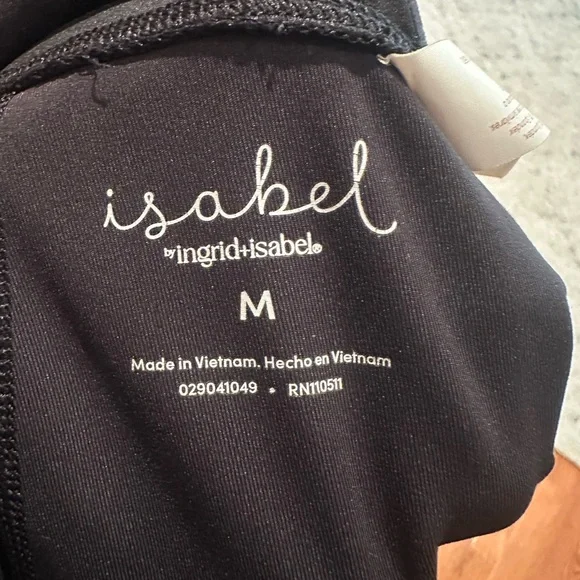 isabel
by ingrid+isabel®
M
Made in Vietnam. Hecho en Vietnam
029041049 • RN110511